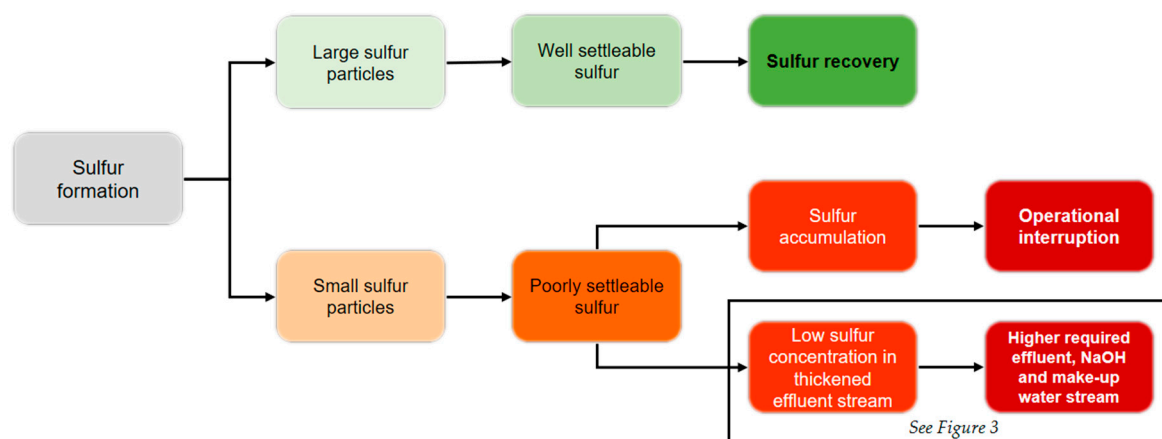 Large sulfur
particles
Well settleable
sulfur
Sulfur recovery
Sulfur
formation
Sulfur
accumulation
Operational
interruption
Small sulfur
particles
Poorly settleable
sulfur
Low sulfur
concentration in
thickened
effluent stream
Higher required
effluent, NaOH
and make-up
water stream
See Figure 3